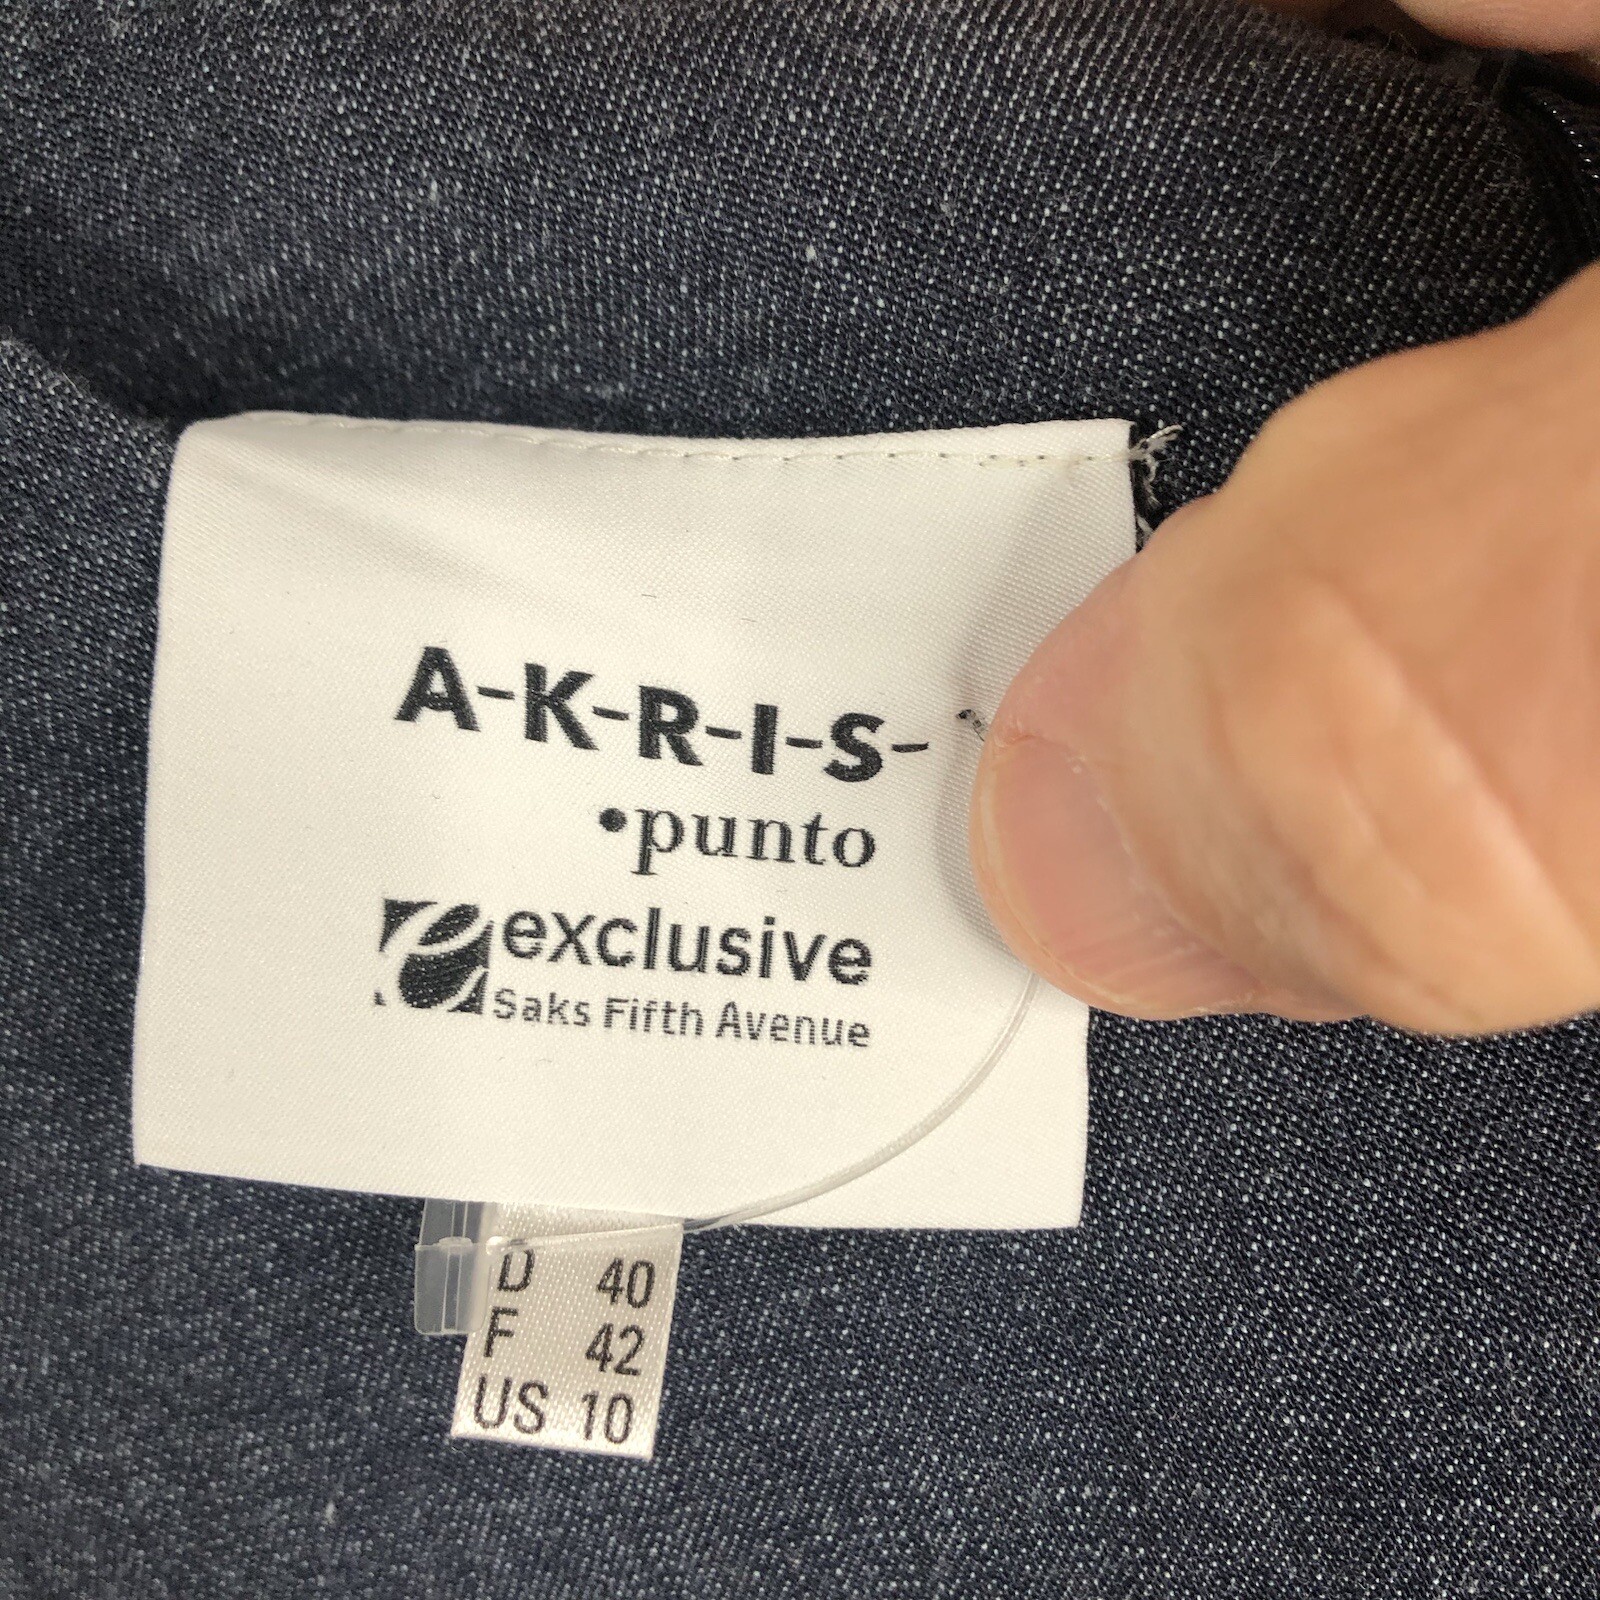 A-K-R-I-S-
•punto
e exclusive
Saks Fifth Avenue
D 40
F 42
US 10